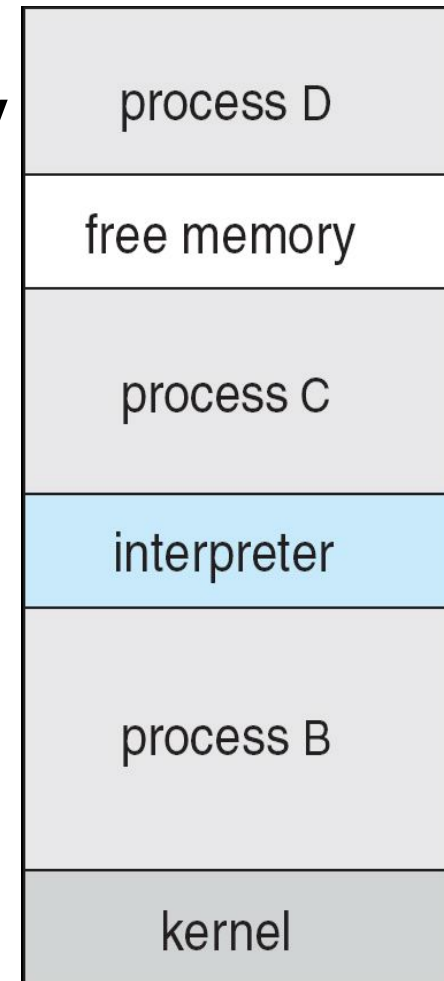 process D
free memory
process C
interpreter
process B
kernel